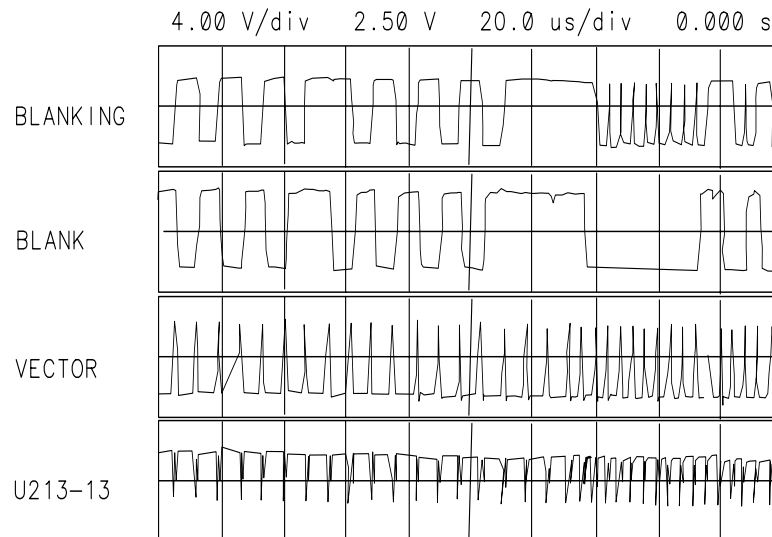 4.00 V/div 2.50 V 20.0 us/div 0.000 s
BLANKING
BLANK
VECTOR
U213-13